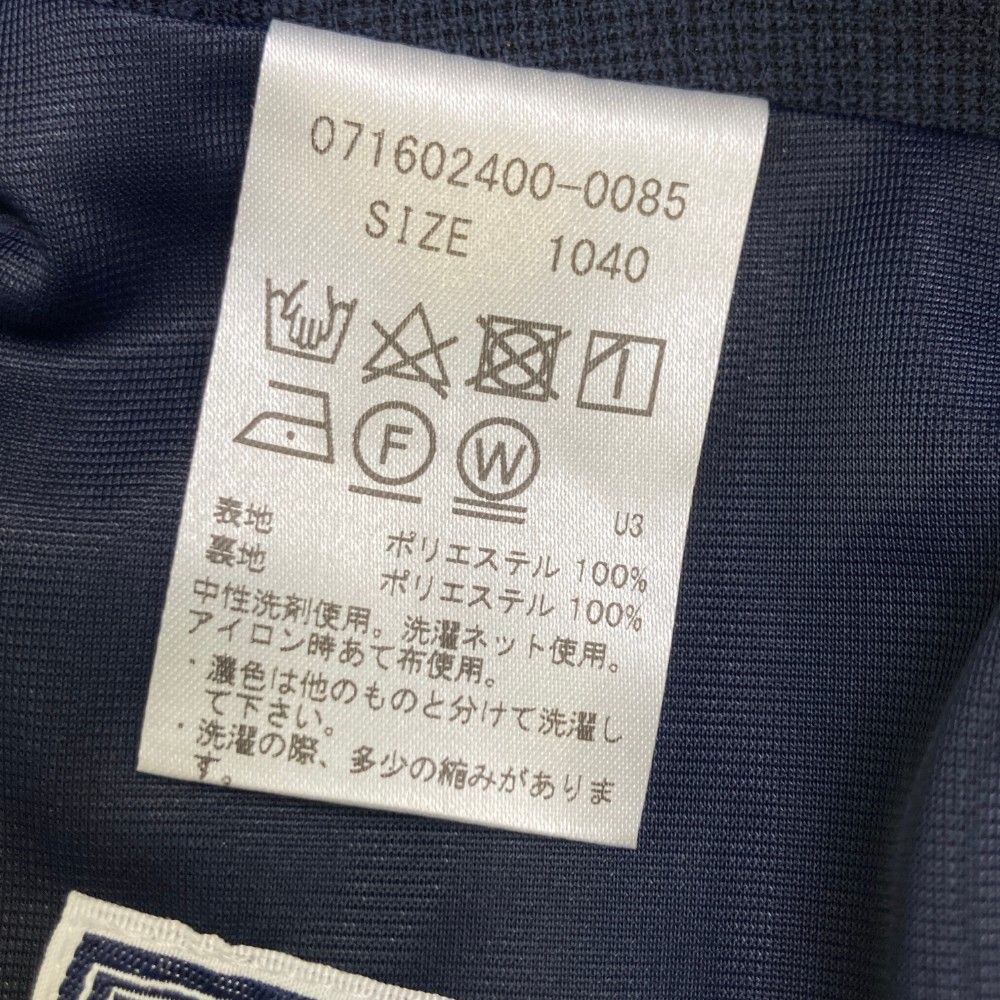 071602400-0085
SIZE 1040
F W
U3
表地 ポリエステル 100%
裏地 ポリエステル 100%
中性洗剤使用。洗濯ネット使用。
アイロン時あて布使用。
・濃色は他のものと分けて洗濯し
て下さい。
・洗濯の際、多少の縮みがありま
す。